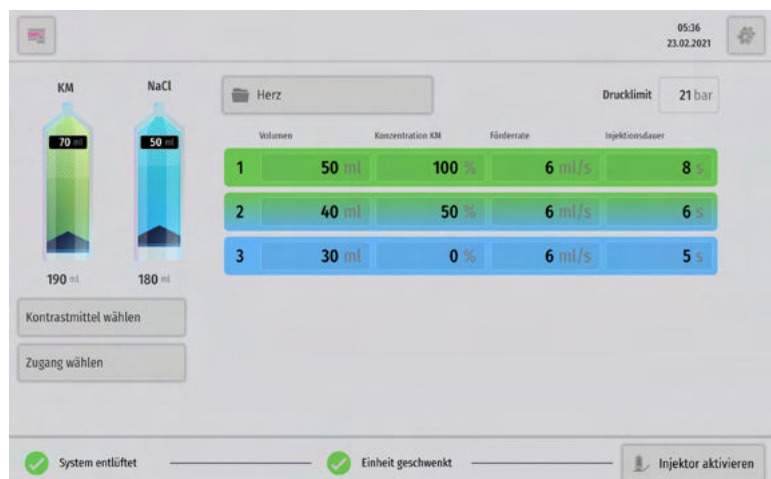 05:36
23.02.2021
KM
NaCl
Herz
Drucklimit 21 bar
Volumen Konzentration KM Förderrate Injektionsdauer
70 ml
50 ml
1 50 ml 100 % 6 ml/s 8 s
2 40 ml 50 % 6 ml/s 6 s
3 30 ml 0 % 6 ml/s 5 s
190 ml
180 ml
Kontrastmittel wählen
Zugang wählen
System entlüftet
Einheit geschwenkt
Injektor aktivieren